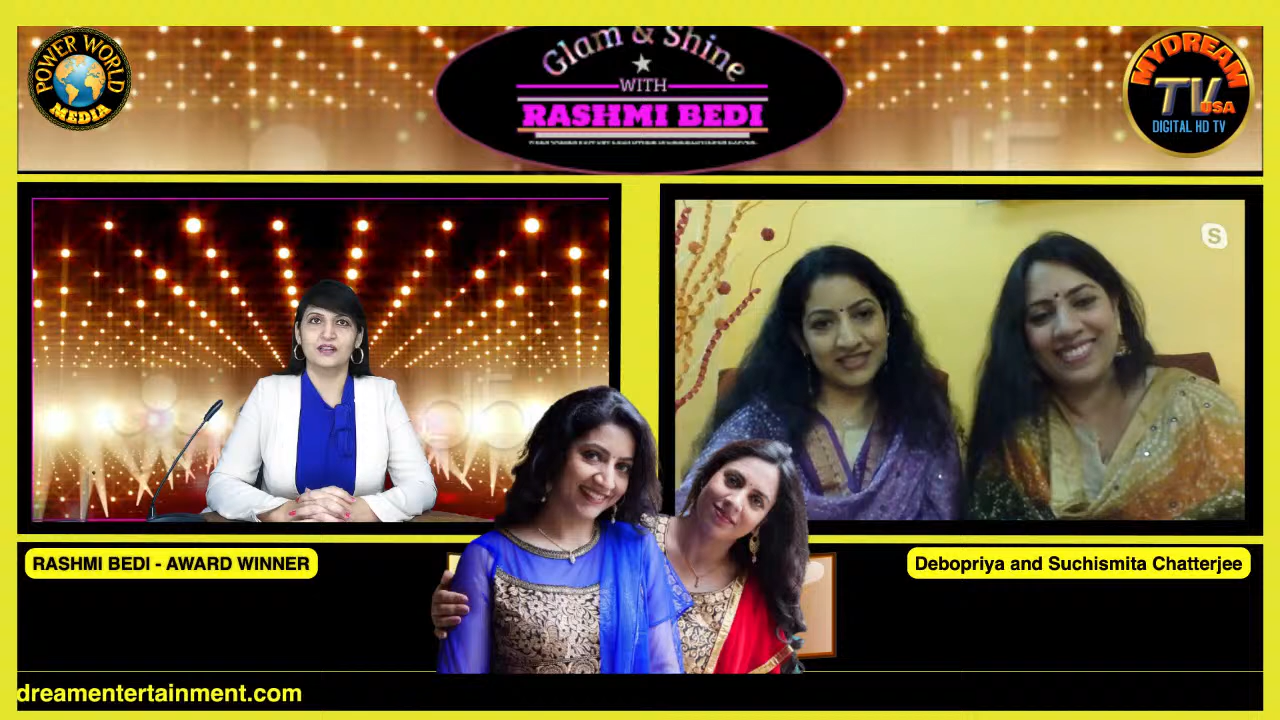 POWER WORLD
MEDIA
Glam & Shine
WITH
RASHMI BEDI
MYDREAM
TV
USA
DIGITAL HD TV
S
RASHMI BEDI - AWARD WINNER
Debopriya and Suchismita Chatterjee
dreamentertainment.com